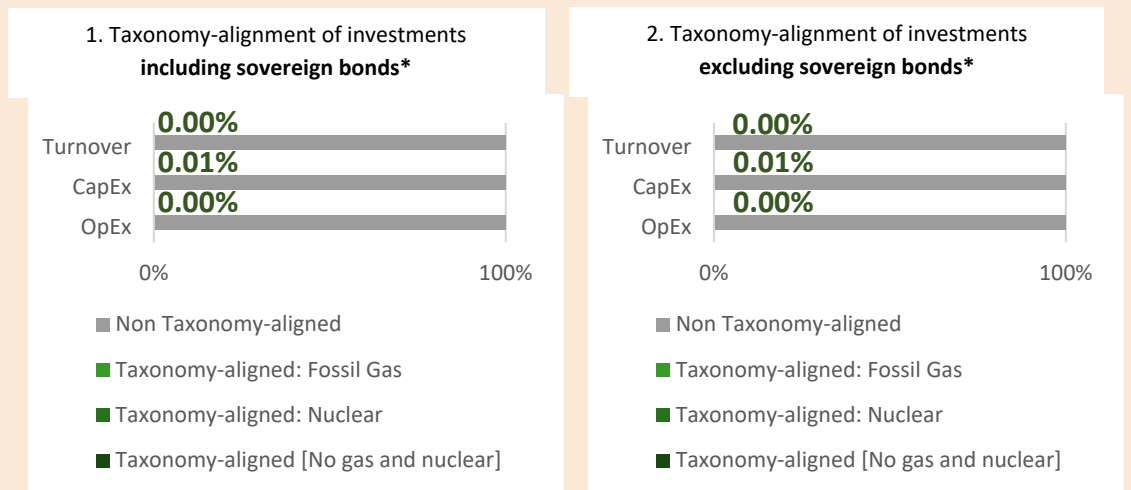 1. Taxonomy-alignment of investments
including sovereign bonds*
0.00%
Turnover
0.01%
CapEx
0.00%
OpEx
0% 100%
Non Taxonomy-aligned
Taxonomy-aligned: Fossil Gas
Taxonomy-aligned: Nuclear
Taxonomy-aligned [No gas and nuclear]
2. Taxonomy-alignment of investments
excluding sovereign bonds*
0.00%
Turnover
0.01%
CapEx
0.00%
OpEx
0% 100%
Non Taxonomy-aligned
Taxonomy-aligned: Fossil Gas
Taxonomy-aligned: Nuclear
Taxonomy-aligned [No gas and nuclear]